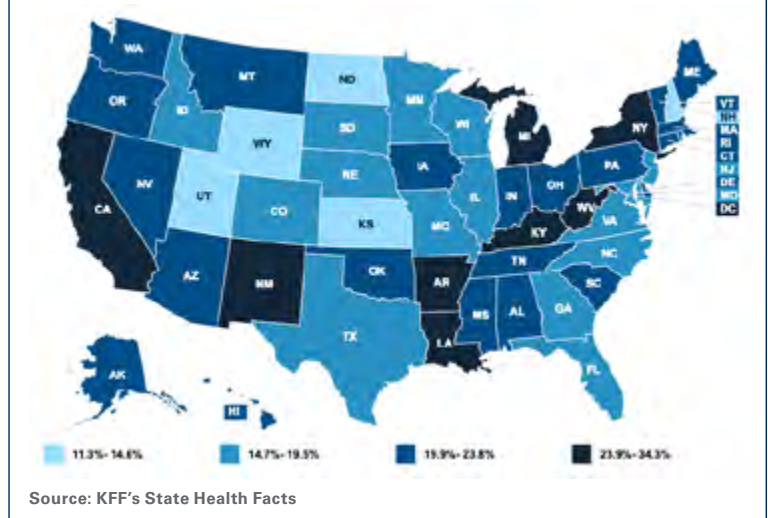 WA
MT
ND
MN
ME
OR
ID
SD
WI
MI
NY
VT
NH
MA
RI
CT
NJ
DE
MD
DC
WY
NE
IA
PA
NV
UT
CO
KS
MO
IL
IN
OH
WV
VA
KY
CA
AZ
NM
OK
AR
TN
NC
SC
TX
LA
MS
AL
GA
FL
AK
HI
11.3%- 14.6%
14.7%- 19.5%
19.9%- 23.8%
23.9%- 34.3%
Source: KFF's State Health Facts